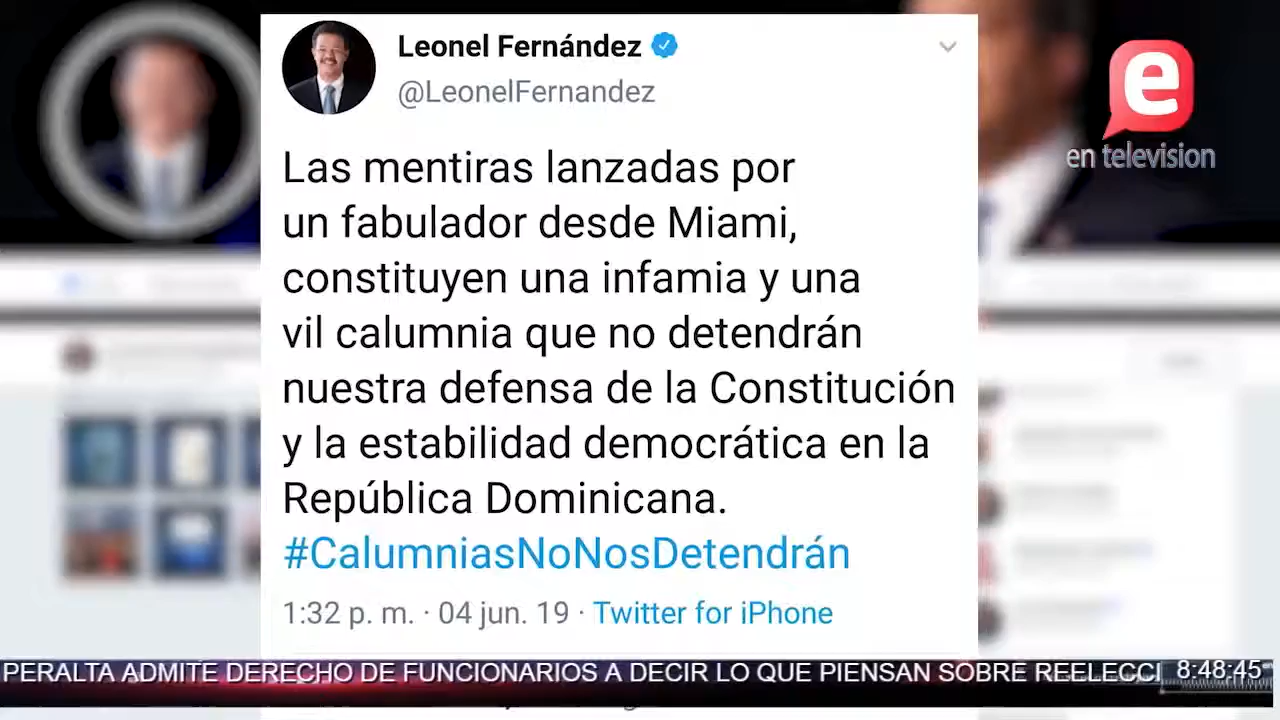 Leonel Fernández
@LeonelFernandez
e
en television
Las mentiras lanzadas por
un fabulador desde Miami,
constituyen una infamia y una
vil calumnia que no detendrán
nuestra defensa de la Constitución
y la estabilidad democrática en la
República Dominicana.
#CalumniasNoNosDetendrán
1:32 p. m. · 04 jun. 19 · Twitter for iPhone
PERALTA ADMITE DERECHO DE FUNCIONARIOS A DECIR LO QUE PIENSAN SOBRE REELECCI
8:48:45